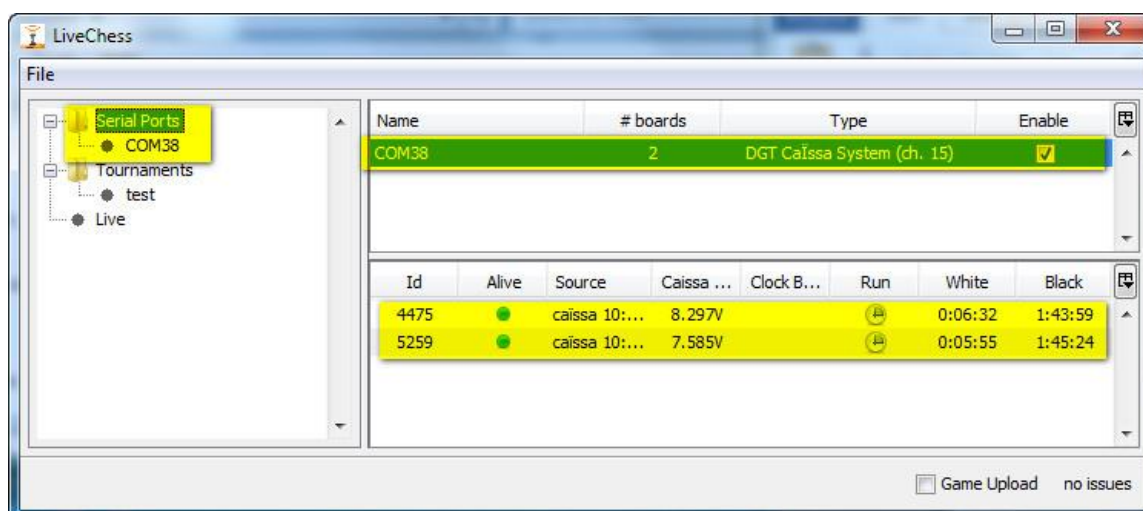 LiveChess
File
Serial Ports
COM38
Tournaments
test
Live
Name # boards Type Enable
COM38 2 DGT CaÏssa System (ch. 15)
Id Alive Source Caissa ... Clock B... Run White Black
4475 caïssa 10:... 8.297V 0:06:32 1:43:59
5259 caïssa 10:... 7.585V 0:05:55 1:45:24
Game Upload no issues